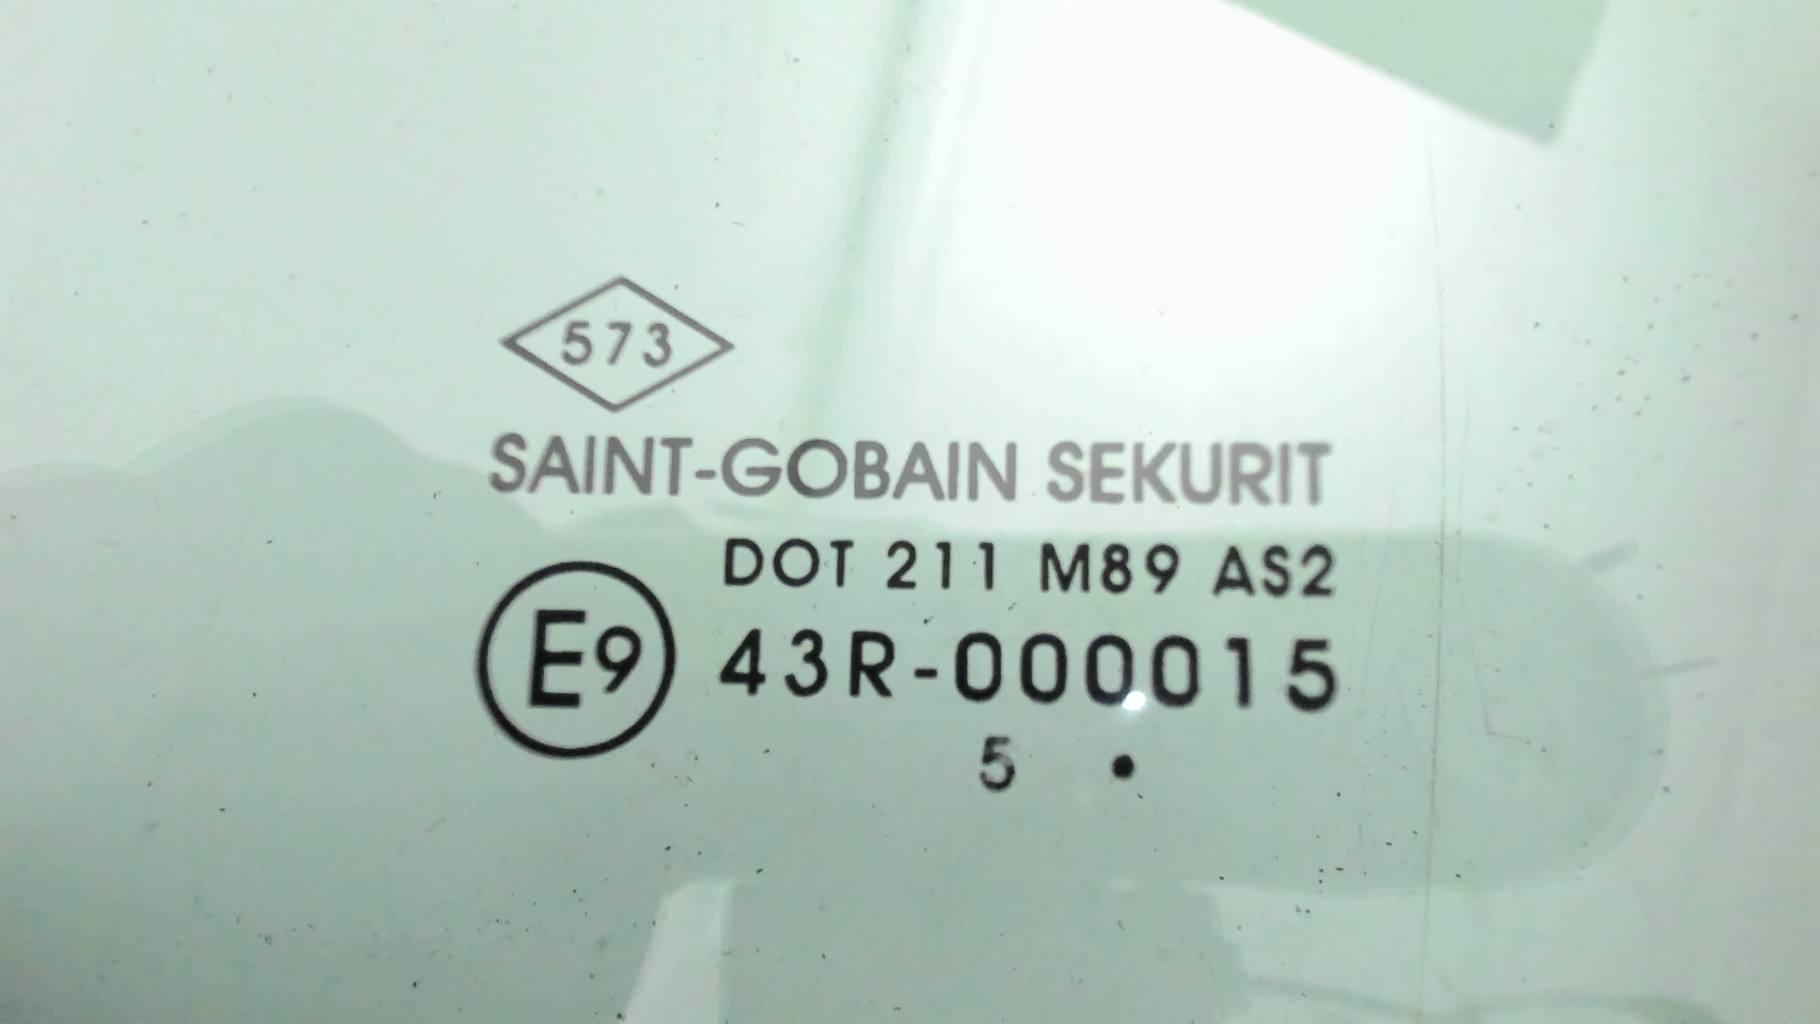 573
SAINT-GOBAIN SEKURIT
DOT 211 M89 AS2
E9 43R-000015
5 •